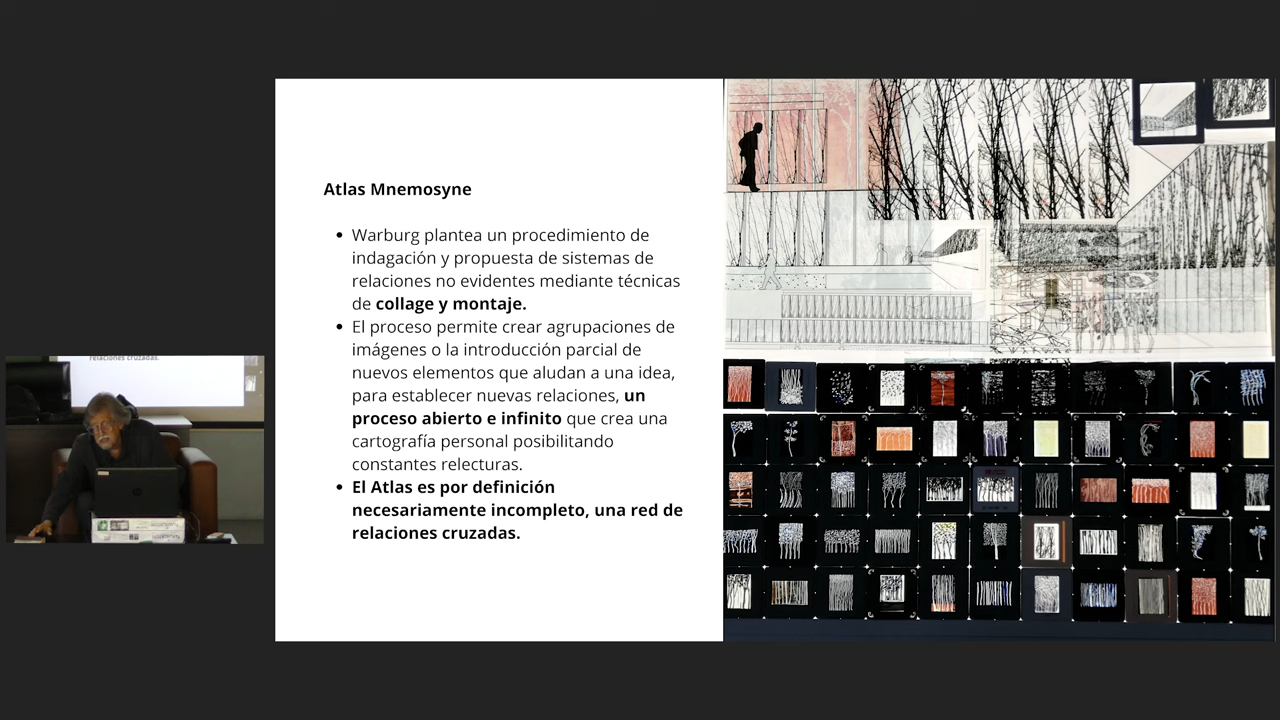 Atlas Mnemosyne
• Warburg plantea un procedimiento de
indagación y propuesta de sistemas de
relaciones no evidentes mediante técnicas
de collage y montaje.
• El proceso permite crear agrupaciones de
imágenes o la introducción parcial de
nuevos elementos que aludan a una idea,
para establecer nuevas relaciones, un
proceso abierto e infinito que crea una
cartografía personal posibilitando
constantes relecturas.
• El Atlas es por definición
necesariamente incompleto, una red de
relaciones cruzadas.
relaciones cruzadas.